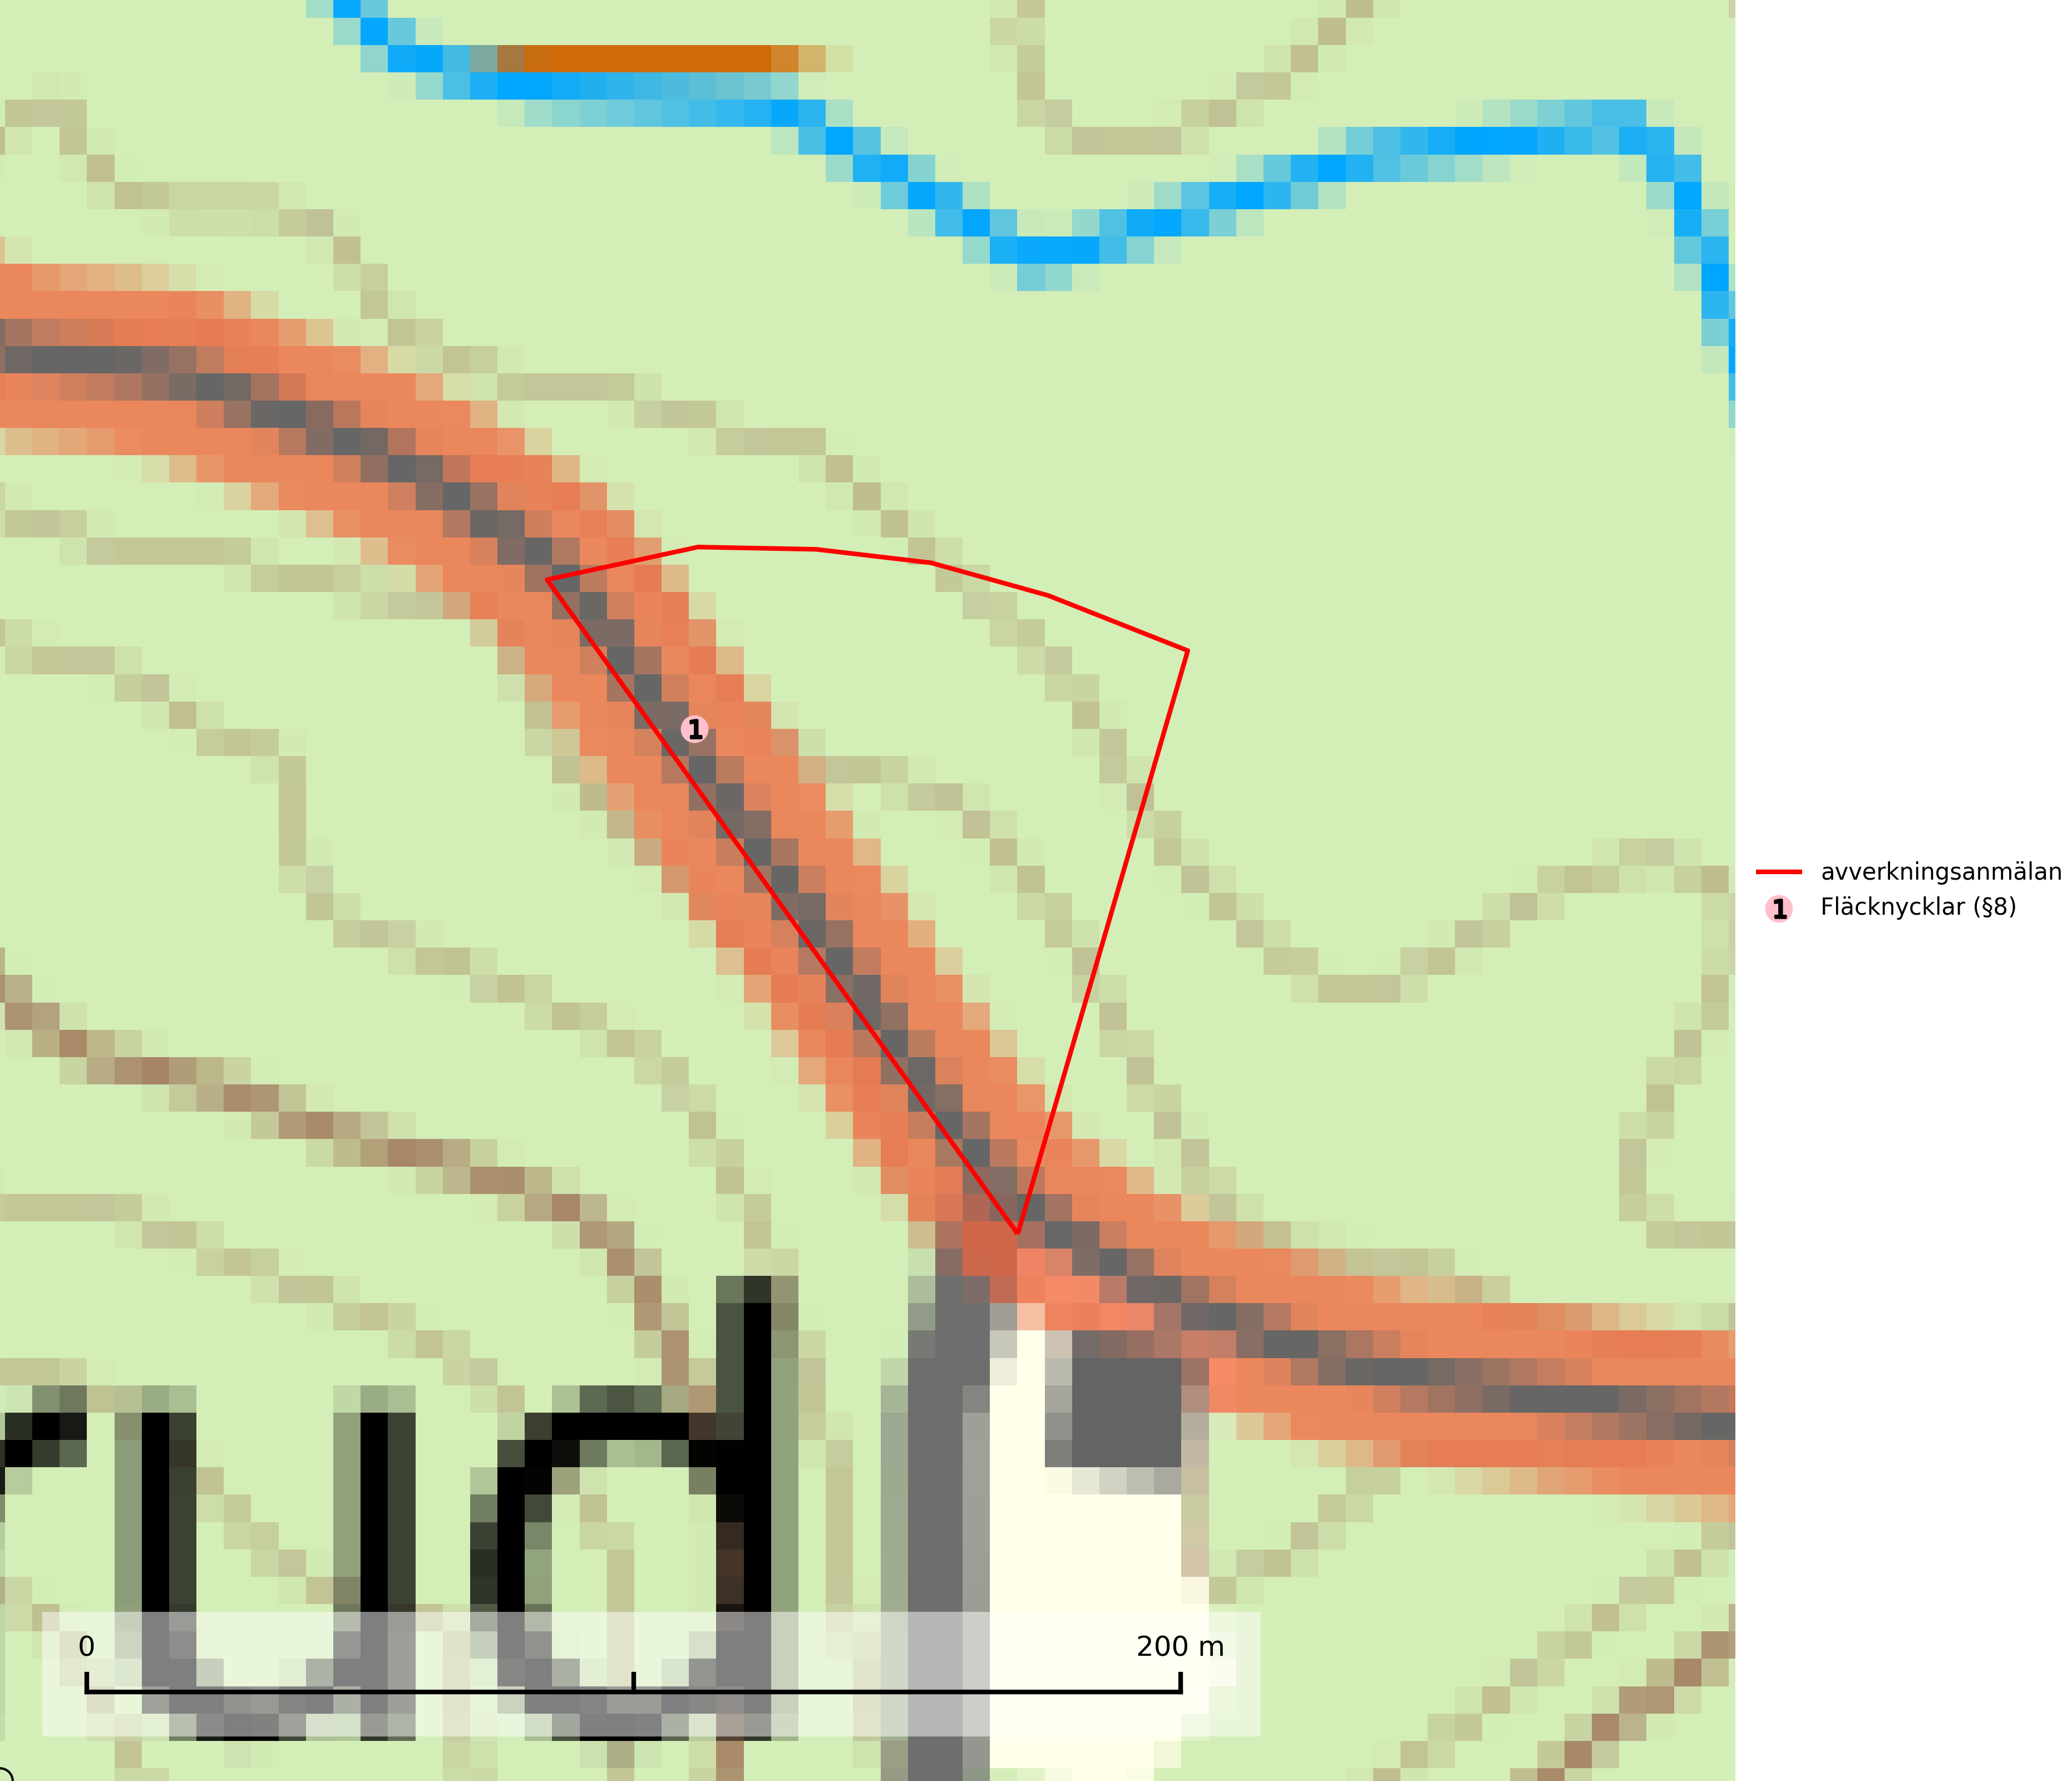 1
avverkningsanmälan
1 Fläcknycklar (§8)
ud
0 200 m